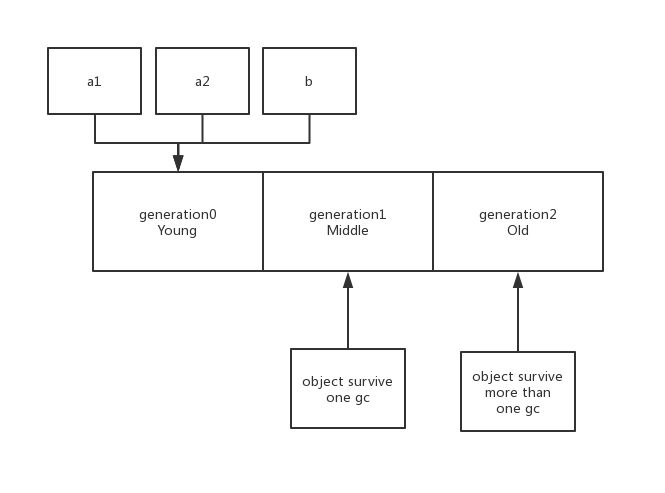 a1
a2
b
generation0
Young
generation1
Middle
generation2
Old
object survive
one gc
object survive
more than
one gc